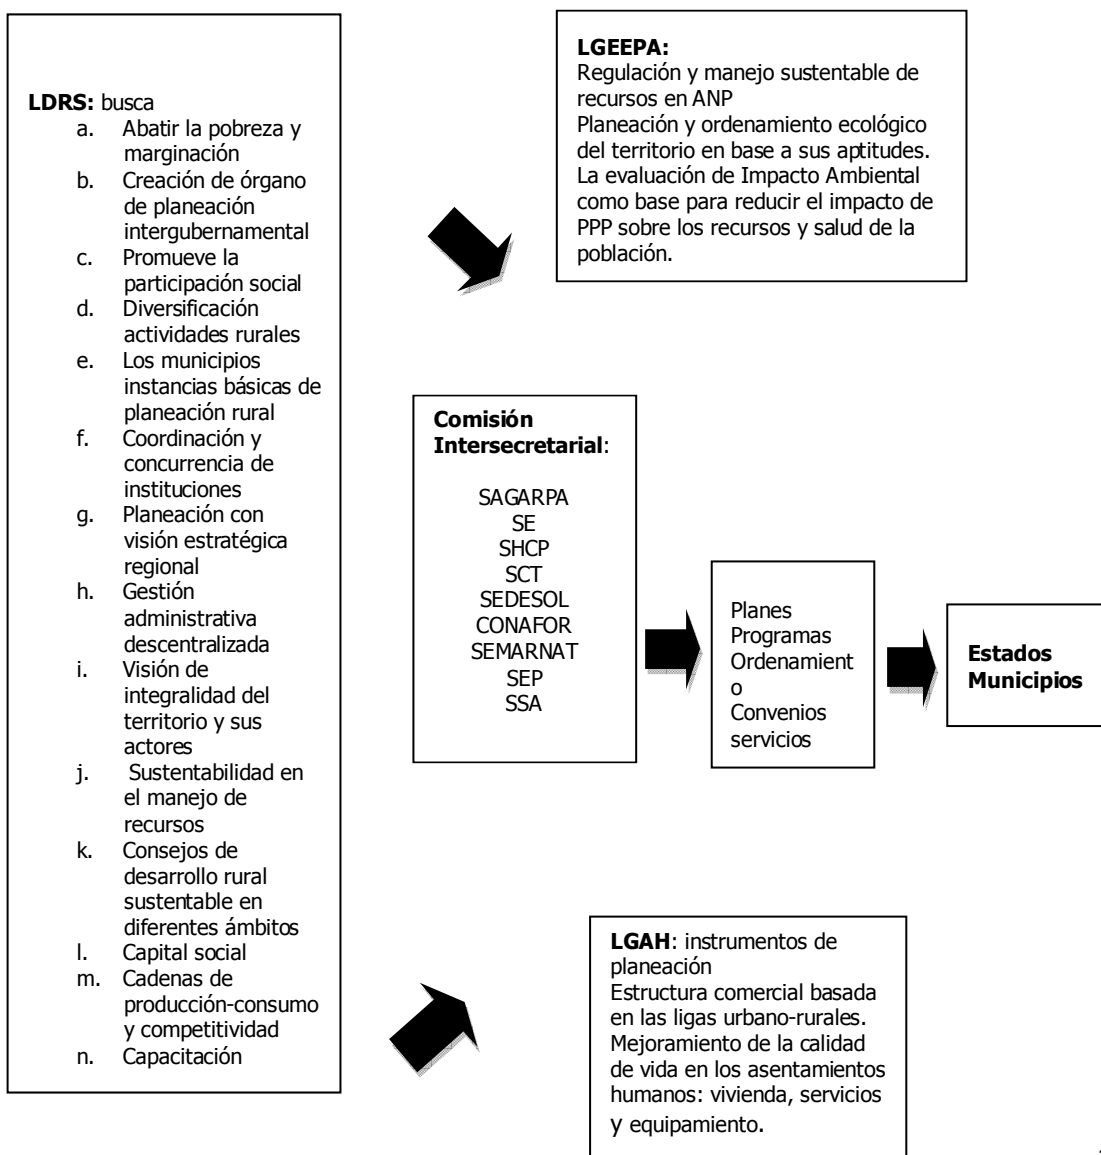 LDRS: busca
a. Abatir la pobreza y
marginación
b. Creación de órgano
de planeación
intergubernamental
c. Promueve la
participación social
d. Diversificación
actividades rurales
e. Los municipios
instancias básicas de
planeación rural
f. Coordinación y
concurrencia de
instituciones
g. Planeación con
visión estratégica
regional
h. Gestión
administrativa
descentralizada
i. Visión de
integralidad del
territorio y sus
actores
j. Sustentabilidad en
el manejo de
recursos
k. Consejos de
desarrollo rural
sustentable en
diferentes ámbitos
l. Capital social
m. Cadenas de
producción-consumo
y competitividad
n. Capacitación
LGEEPA:
Regulación y manejo sustentable de
recursos en ANP
Planeación y ordenamiento ecológico
del territorio en base a sus aptitudes.
La evaluación de Impacto Ambiental
como base para reducir el impacto de
PPP sobre los recursos y salud de la
población.
Comisión
Intersecretarial:
SAGARPA
SE
SHCP
SCT
SEDESOL
CONAFOR
SEMARNAT
SEP
SSA
Planes
Programas
Ordenamient
o
Convenios
servicios
Estados
Municipios
LGAH: instrumentos de
planeación
Estructura comercial basada
en las ligas urbano-rurales.
Mejoramiento de la calidad
de vida en los asentamientos
humanos: vivienda, servicios
y equipamiento.